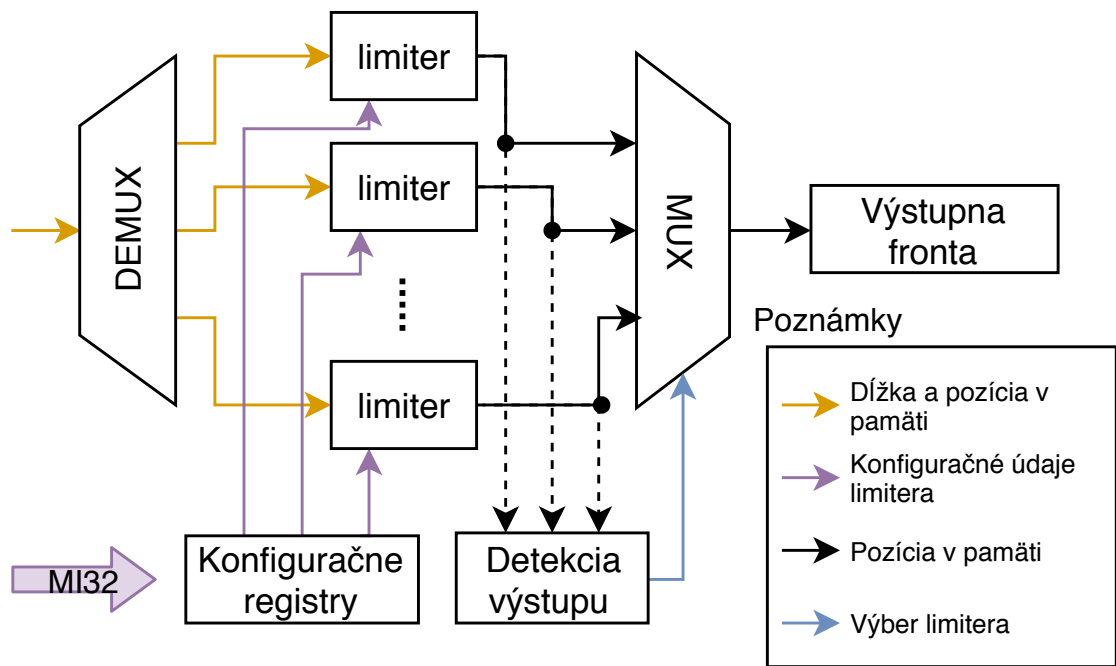 limiter
DEMUX
limiter
MUX
Výstupna
fronta
Poznámky
limiter
Dĺžka a pozícia v
pamäti
Konfiguračné údaje
limitera
Pozícia v pamäti
Výber limitera
MI32
Konfiguračne
registry
Detekcia
výstupu